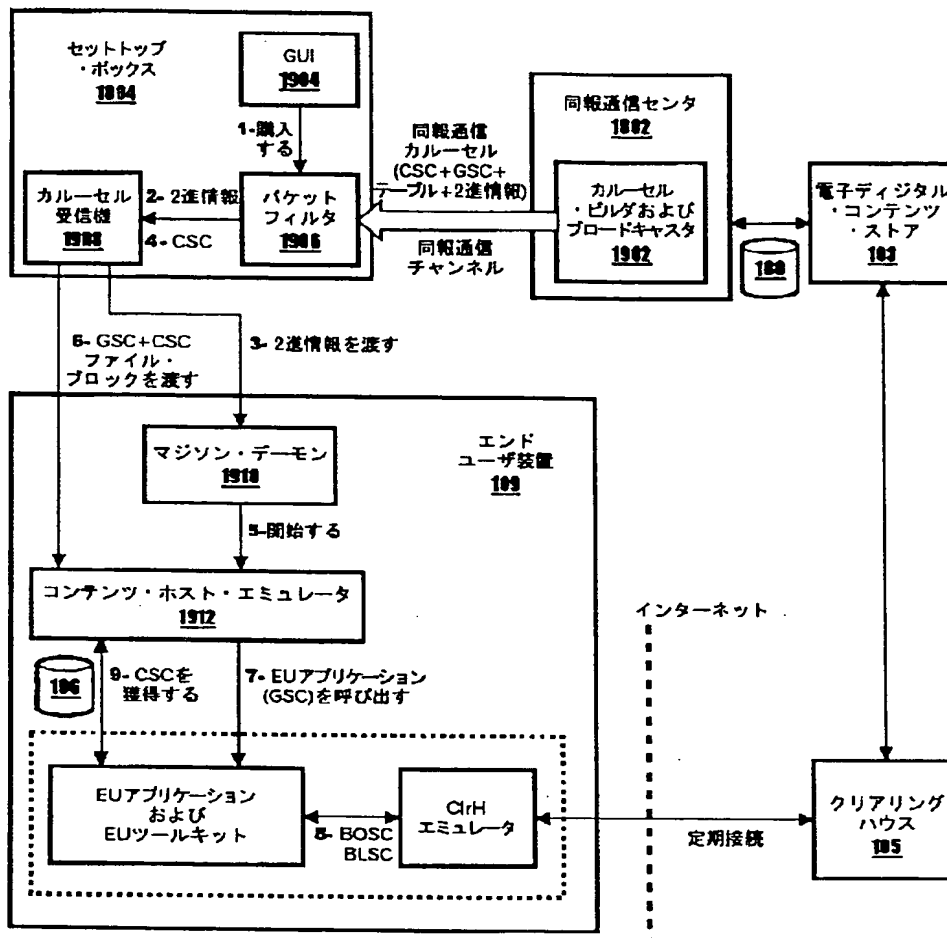 セットトップ
・ボックス
1804
GUI
1904
1-購入
する
カルーセル
受信機
1908
2-2進情報
4-CSC
パケット
フィルタ
1906
同報通信
カルーセル
(CSC+GSC+
テーブル+2進情報)
同報通信
チャンネル
同報通信センタ
1802
カルーセル
・ビルダおよび
ブロードキャスタ
1902
電子ディジタル
・コンテンツ
・ストア
103
6-GSC+CSC
ファイル・
ブロックを渡す
3-2進情報を渡す
マジソン・デーモン
1910
エンド
ユーザ装置
109
5-開始する
コンテンツ・ホスト・エミュレータ
1912
インターネット
196
9-CSCを
獲得する
7-EUアプリケーション
(GSC)を呼び出す
EUアプリケーション
および
EUツールキット
8-BOSC
BLSC
ClrH
エミュレータ
定期接続
クリアリング
ハウス
105